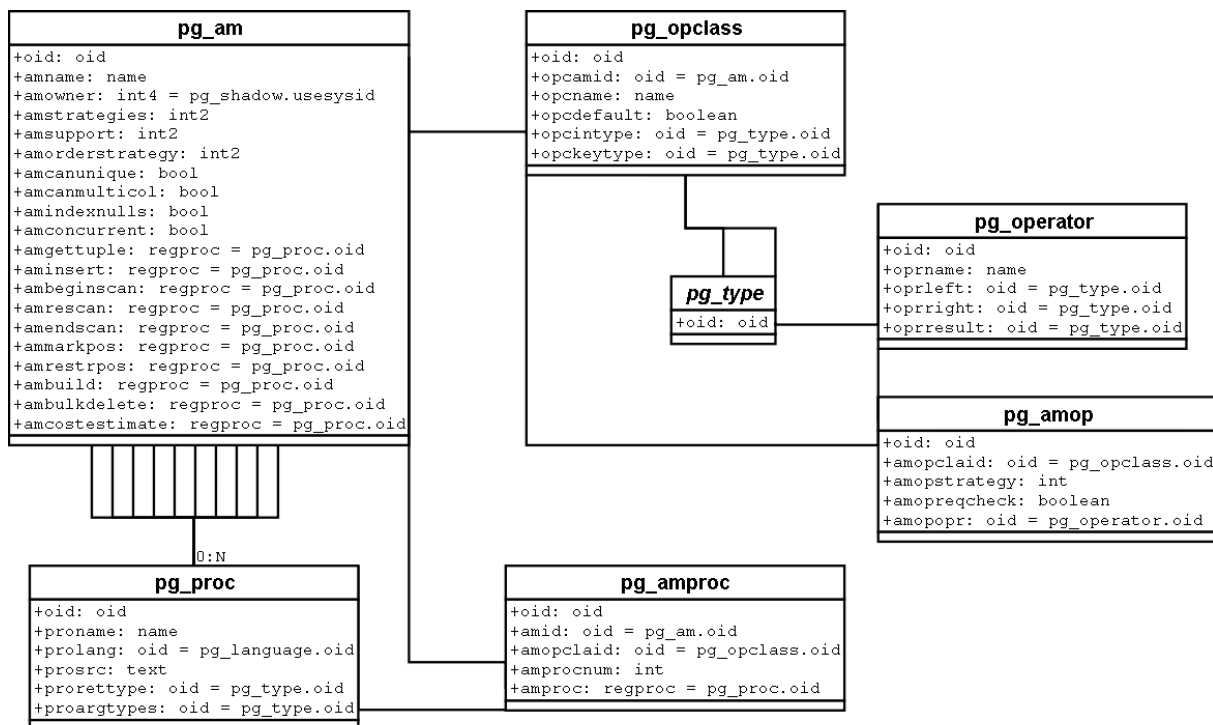 pg_am
+oid: oid
+amname: name
+amowner: int4 = pg_shadow.usesysid
+amstrategies: int2
+amsupport: int2
+amorderstrategy: int2
+amcanunique: bool
+amcanmulticol: bool
+amindexnulls: bool
+amconcurrent: bool
+amgettuple: regproc = pg_proc.oid
+aminsert: regproc = pg_proc.oid
+ambeginscan: regproc = pg_proc.oid
+amrescan: regproc = pg_proc.oid
+amendscan: regproc = pg_proc.oid
+ammarkpos: regproc = pg_proc.oid
+amrestrpos: regproc = pg_proc.oid
+ambuild: regproc = pg_proc.oid
+ambulkdelete: regproc = pg_proc.oid
+amcostestimate: regproc = pg_proc.oid
pg_opclass
+oid: oid
+opcamid: oid = pg_am.oid
+opcname: name
+opcdefault: boolean
+opcintype: oid = pg_type.oid
+opckeytype: oid = pg_type.oid
pg_operator
+oid: oid
+oprname: name
+oprleft: oid = pg_type.oid
+oprright: oid = pg_type.oid
+oprresult: oid = pg_type.oid
pg_type
+oid: oid
pg_amop
+oid: oid
+amopclaid: oid = pg_opclass.oid
+amopstrategy: int
+amopreqcheck: boolean
+amopopr: oid = pg_operator.oid
0:N
pg_proc
+oid: oid
+proname: name
+prolang: oid = pg_language.oid
+prosrc: text
+prorettype: oid = pg_type.oid
+proargtypes: oid = pg_type.oid
pg_amproc
+oid: oid
+amid: oid = pg_am.oid
+amopclaid: oid = pg_opclass.oid
+amprocnum: int
+amproc: regproc = pg_proc.oid